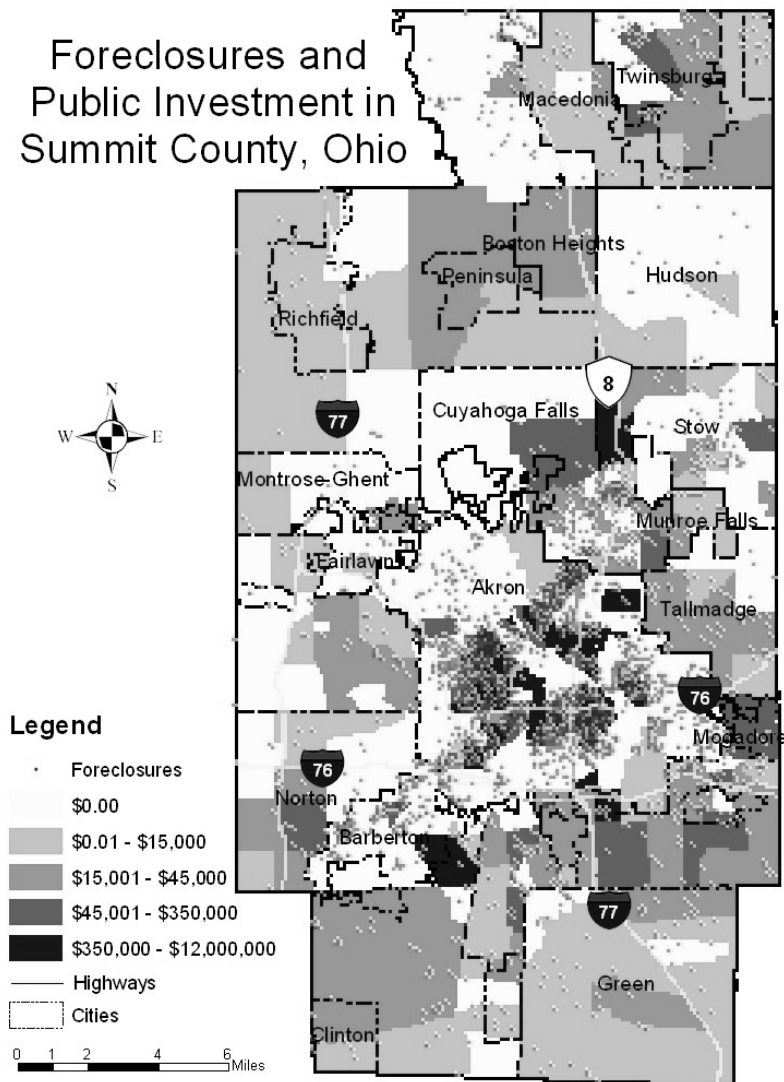 Foreclosures and
Public Investment in
Summit County, Ohio
Twinsburg
Macedonia
Boston Heights
Peninsula
Hudson
Richfield
8
77
Cuyahoga Falls
Stow
N
W E
S
Montrose-Ghent
Munroe Falls
Fairlawn
Akron
Tallmadge
76
Mogadore
76
Norton
Barberton
77
Green
Clinton
Legend
Foreclosures
$0.00
$0.01 - $15,000
$15,001 - $45,000
$45,001 - $350,000
$350,000 - $12,000,000
Highways
Cities
0 1 2 4 6
Miles